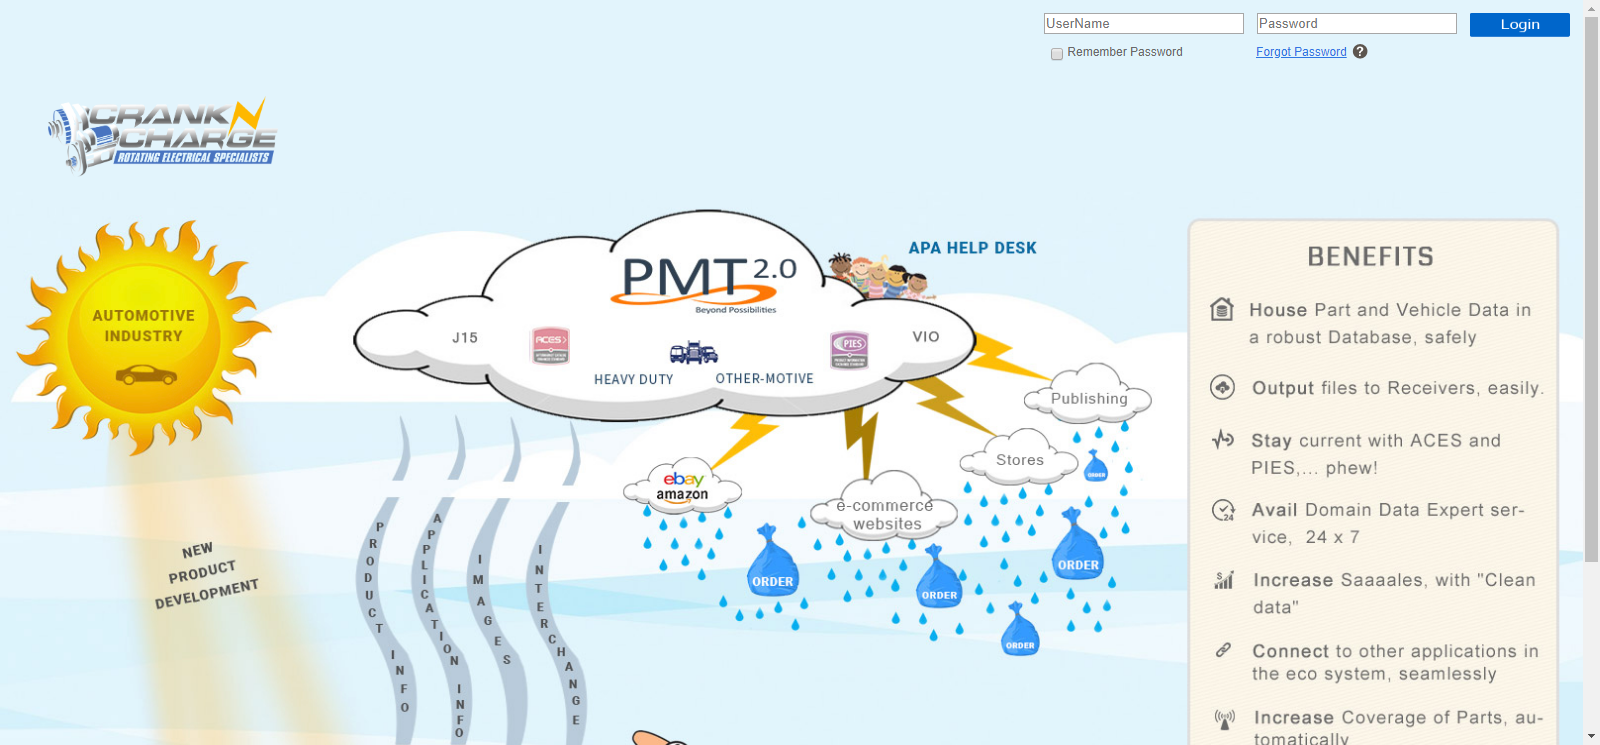 UserName
Password
Login
Remember Password
Forgot Password
?
CRANK N
CHARGE
ROTATING ELECTRICAL SPECIALISTS
AUTOMOTIVE
INDUSTRY
NEW
PRODUCT
DEVELOPMENT
PMT 2.0
Beyond Possibilities
APA HELP DESK
J15
ACES
PIES
VIO
HEAVY DUTY
OTHER-MOTIVE
Publishing
Stores
ebay
amazon
e-commerce
websites
ORDER
ORDER
ORDER
ORDER
ORDER
PRODUCT INFO
APPLICATION INFO
IMAGES
INTERCHANGE
BENEFITS
House Part and Vehicle Data in
a robust Database, safely
Output files to Receivers, easily.
Stay current with ACES and
PIES,... phew!
24
Avail Domain Data Expert ser-
vice, 24 x 7
$
Increase Saaaales, with "Clean
data"
Connect to other applications in
the eco system, seamlessly
Increase Coverage of Parts, au-
tomatically